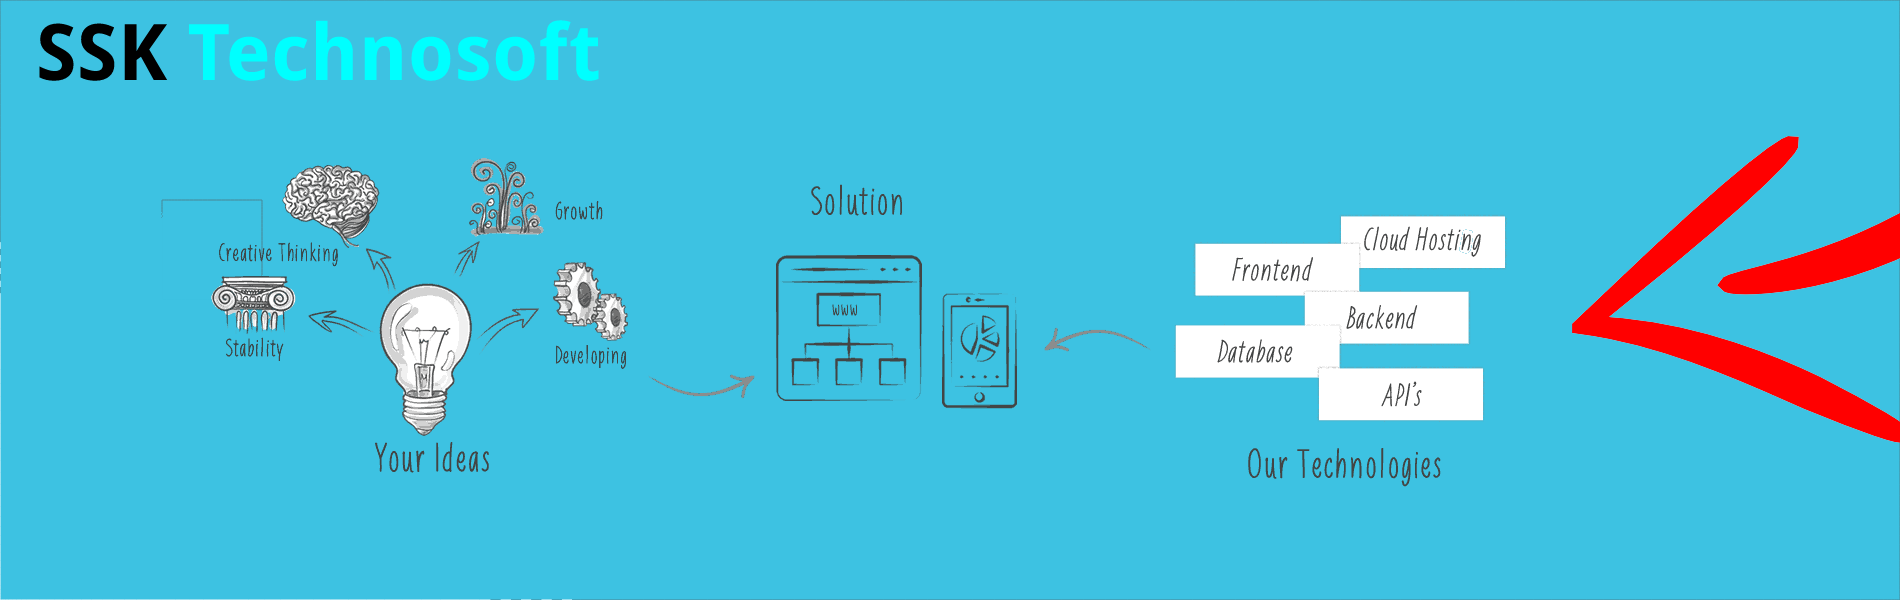 SSK Technosoft
Creative Thinking
Growth
Stability
Developing
Your Ideas
Solution
WWW
Cloud Hosting
Frontend
Backend
Database
API's
Our Technologies